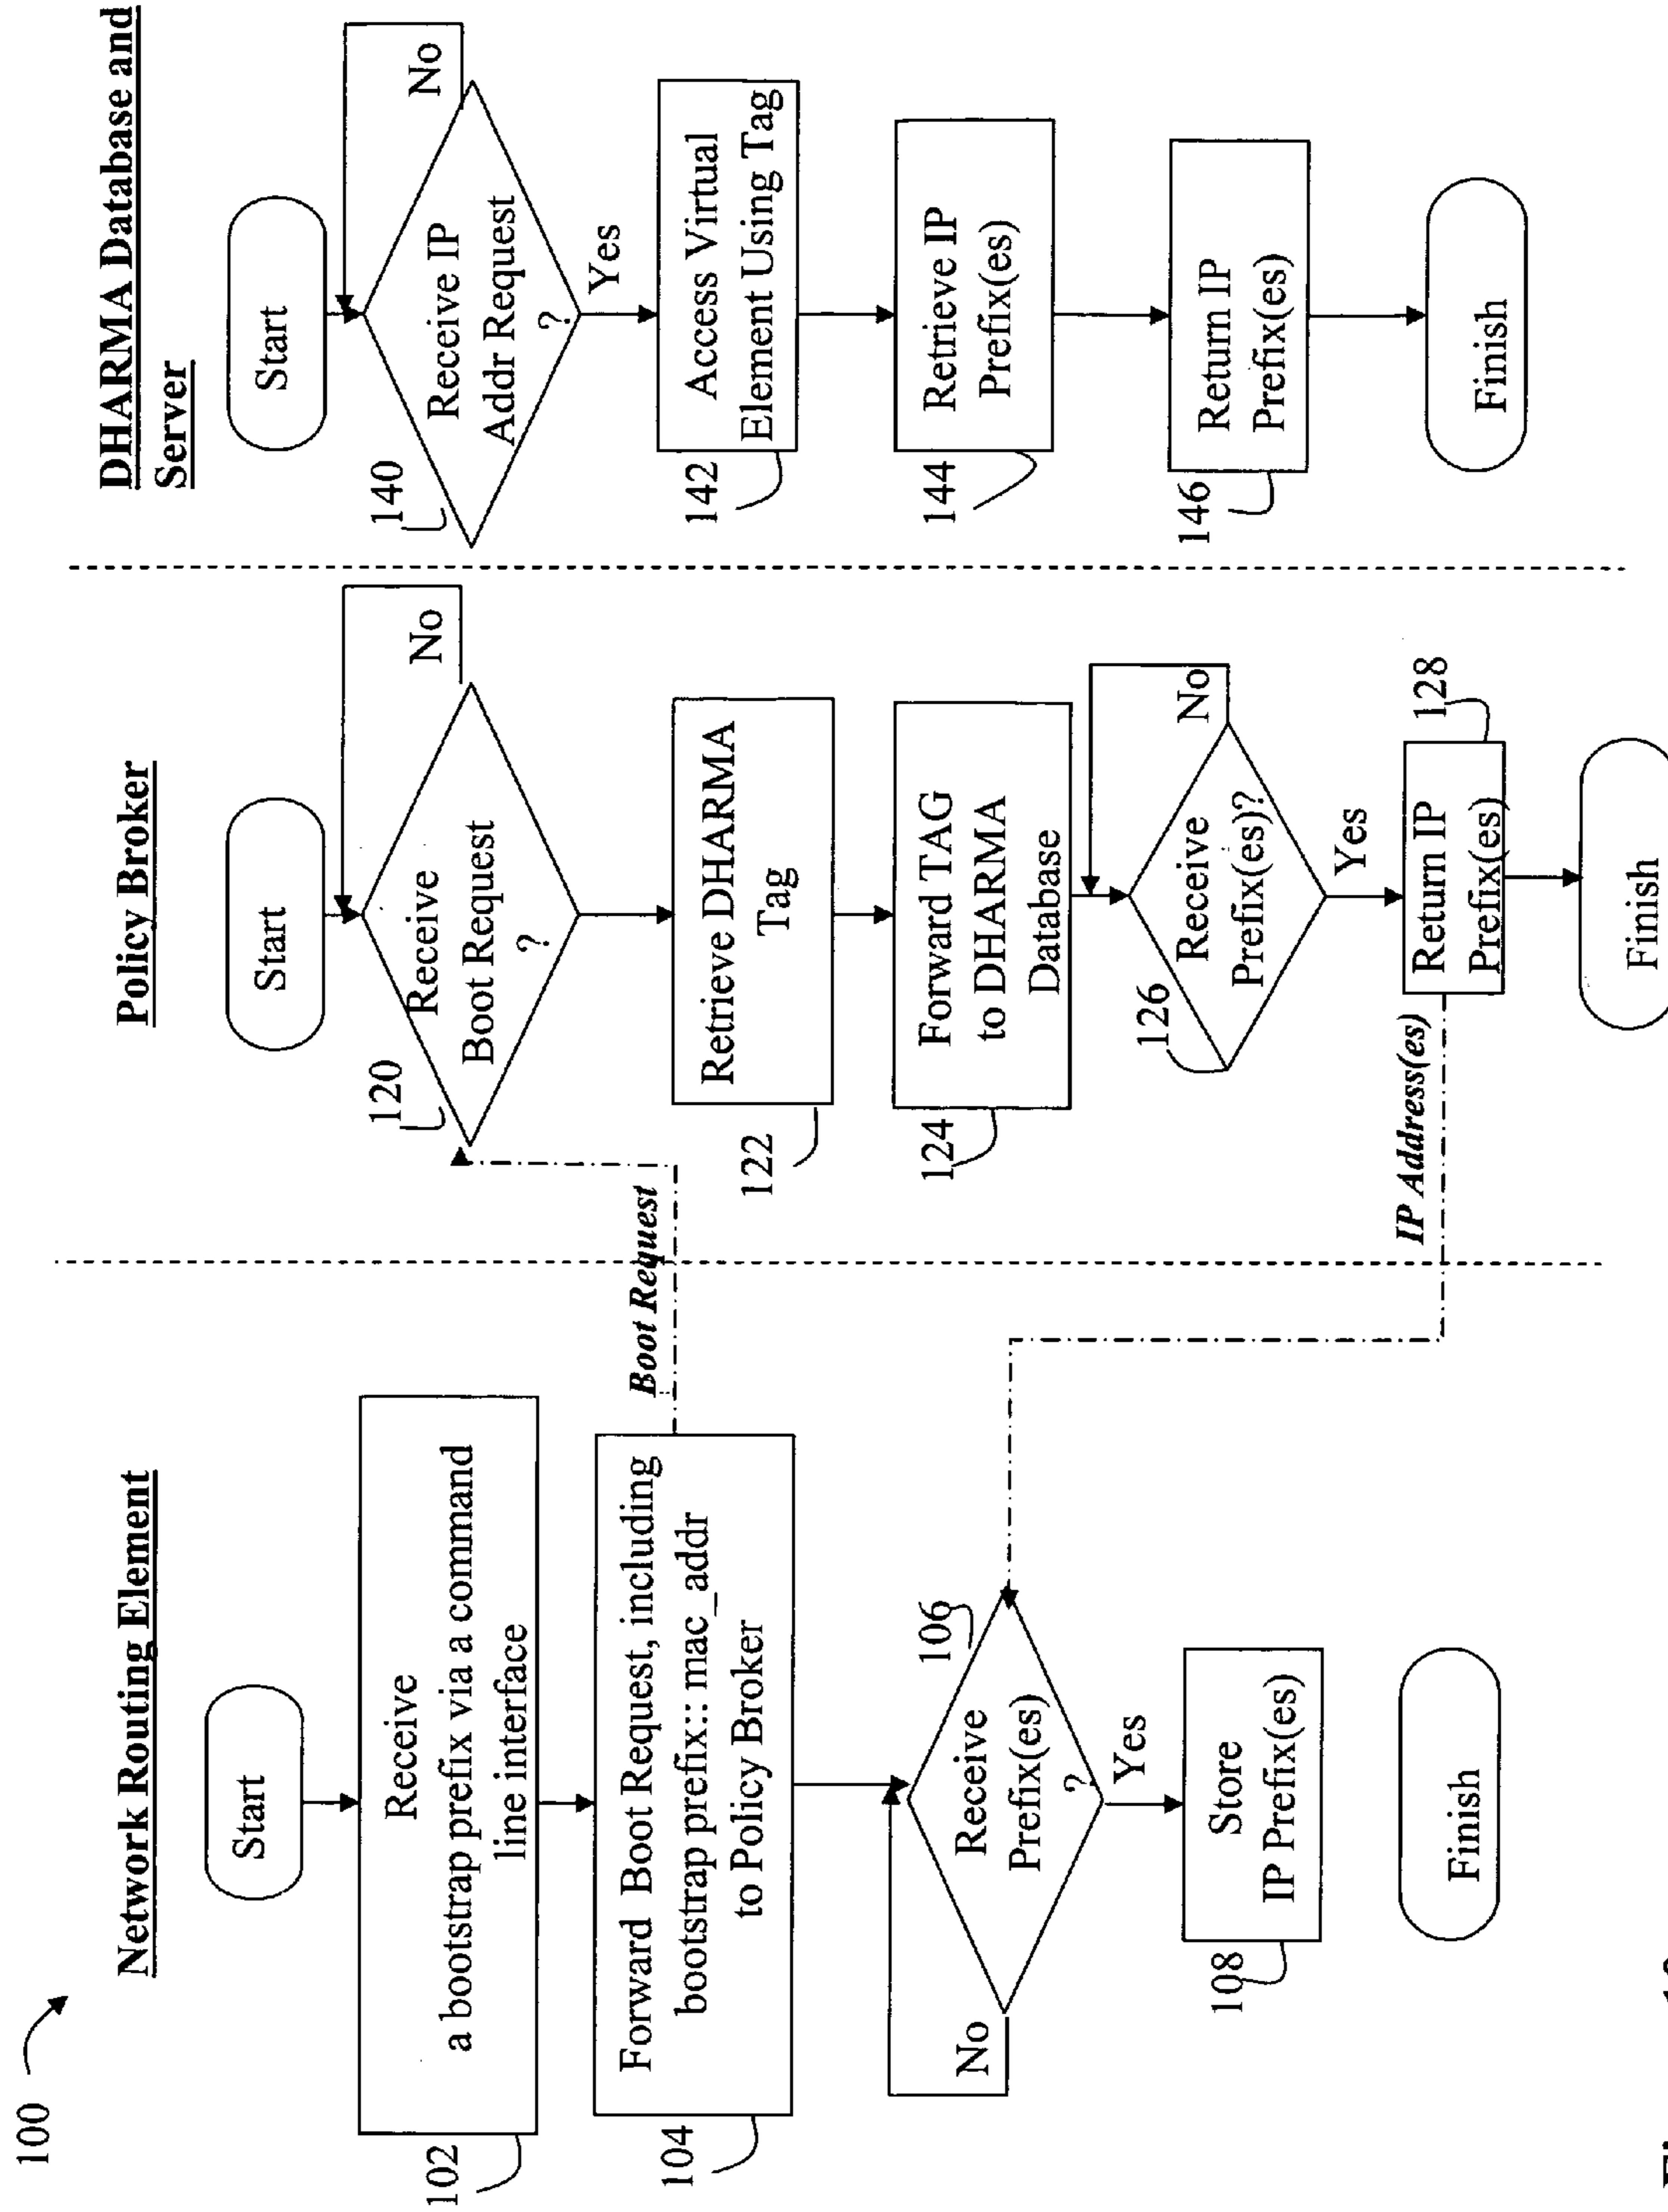 100
Network Routing Element
Start
Receive
a bootstrap prefix via a command
line interface
102
Forward Boot Request, including
bootstrap prefix:: mac_addr
to Policy Broker
104
Boot Request
106
Receive
Prefix(es)
?
No
Yes
Store
IP Prefix(es)
108
Finish
Policy Broker
Start
120
Receive
Boot Request
?
No
Retrieve DHARMA
Tag
122
Forward TAG
to DHARMA
Database
124
126
Receive
Prefix(es)?
No
Yes
Return IP
Prefix(es)
128
IP Address(es)
Finish
DHARMA Database and
Server
Start
140
Receive IP
Addr Request
?
No
Yes
Access Virtual
Element Using Tag
142
Retrieve IP
Prefix(es)
144
Return IP
Prefix(es)
146
Finish